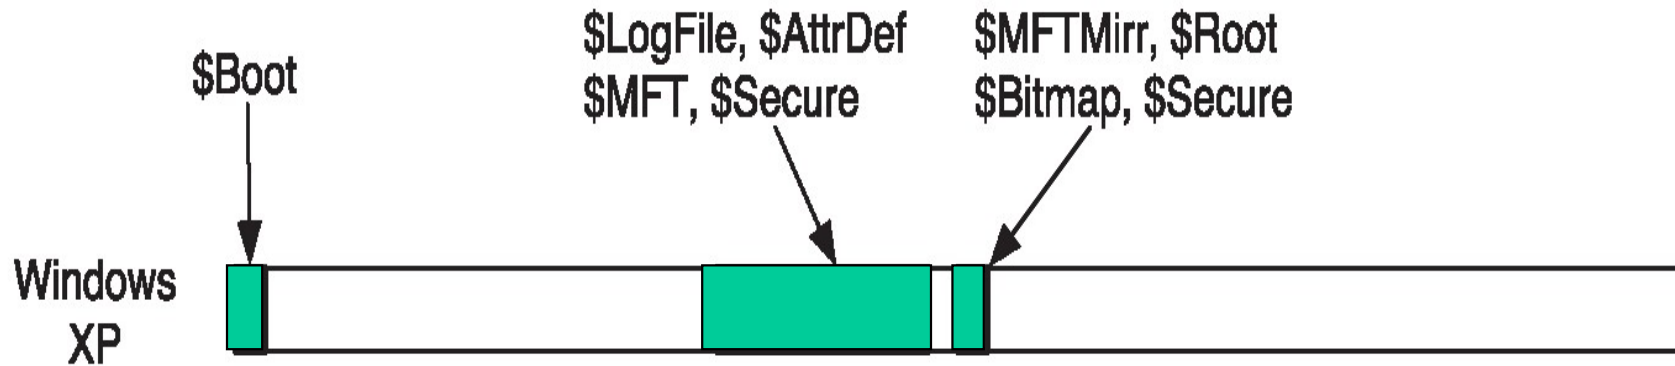 $Boot
$LogFile, $AttrDef
$MFT, $Secure
$MFTMirr, $Root
$Bitmap, $Secure
Windows
XP